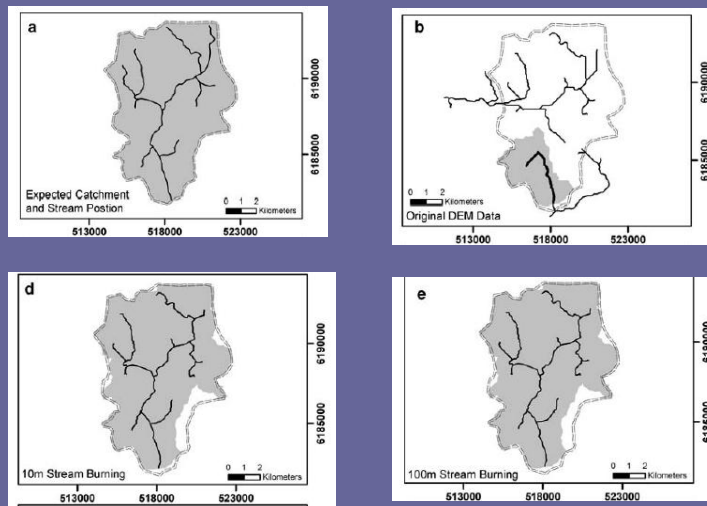 a
Expected Catchment
and Stream Postion
0 1 2
Kilometers
6190000
6185000
513000 518000 523000
b
0 1 2
Kilometers
Original DEM Data
6190000
6185000
513000 518000 523000
d
10m Stream Burning
0 1 2
Kilometers
6190000
6185000
513000 518000 523000
e
100m Stream Burning
0 1 2
Kilometers
6190000
6185000
513000 518000 523000